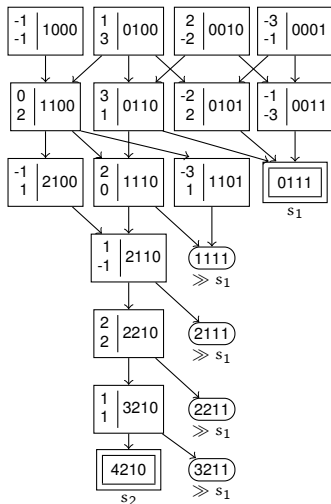 -1 1 2 -3
1000 0100 0010 0001
-1 3 -2 -1
0 3 -2 -1
1100 0110 0101 0011
2 1 2 -3
-1 2 -3
2100 1110 1101 0111
1 0 1
s₁
1
2110 1111
-1
≫ s₁
2
2210 2111
2
≫ s₁
1
3210 2211
1
≫ s₁
4210 3211
s₂ ≫ s₁